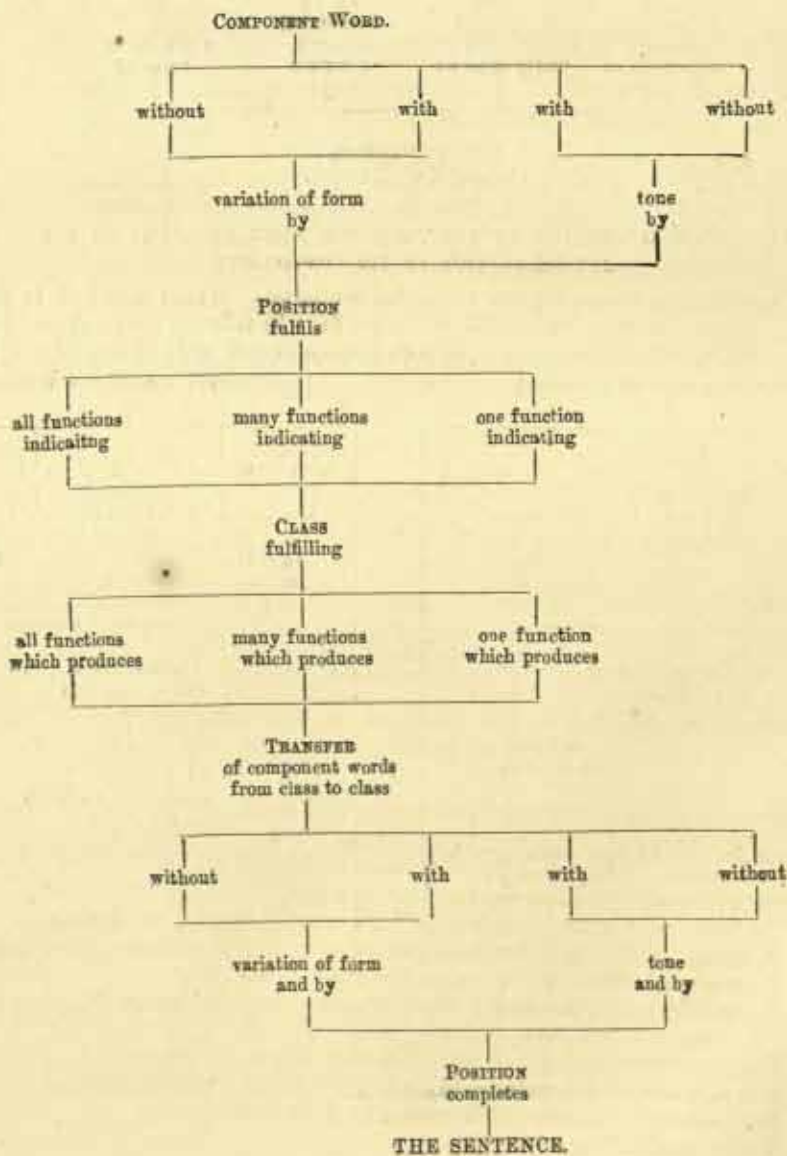 COMPONENT WORD.
without with with without
variation of form tone
by by
POSITION
fulfils
all functions many functions one function
indicaitng indicating indicating
CLASS
fulfilling
all functions many functions one function
which produces which produces which produces
TRANSFER
of component words
from class to class
without with with without
variation of form tone
and by and by
POSITION
completes
THE SENTENCE.